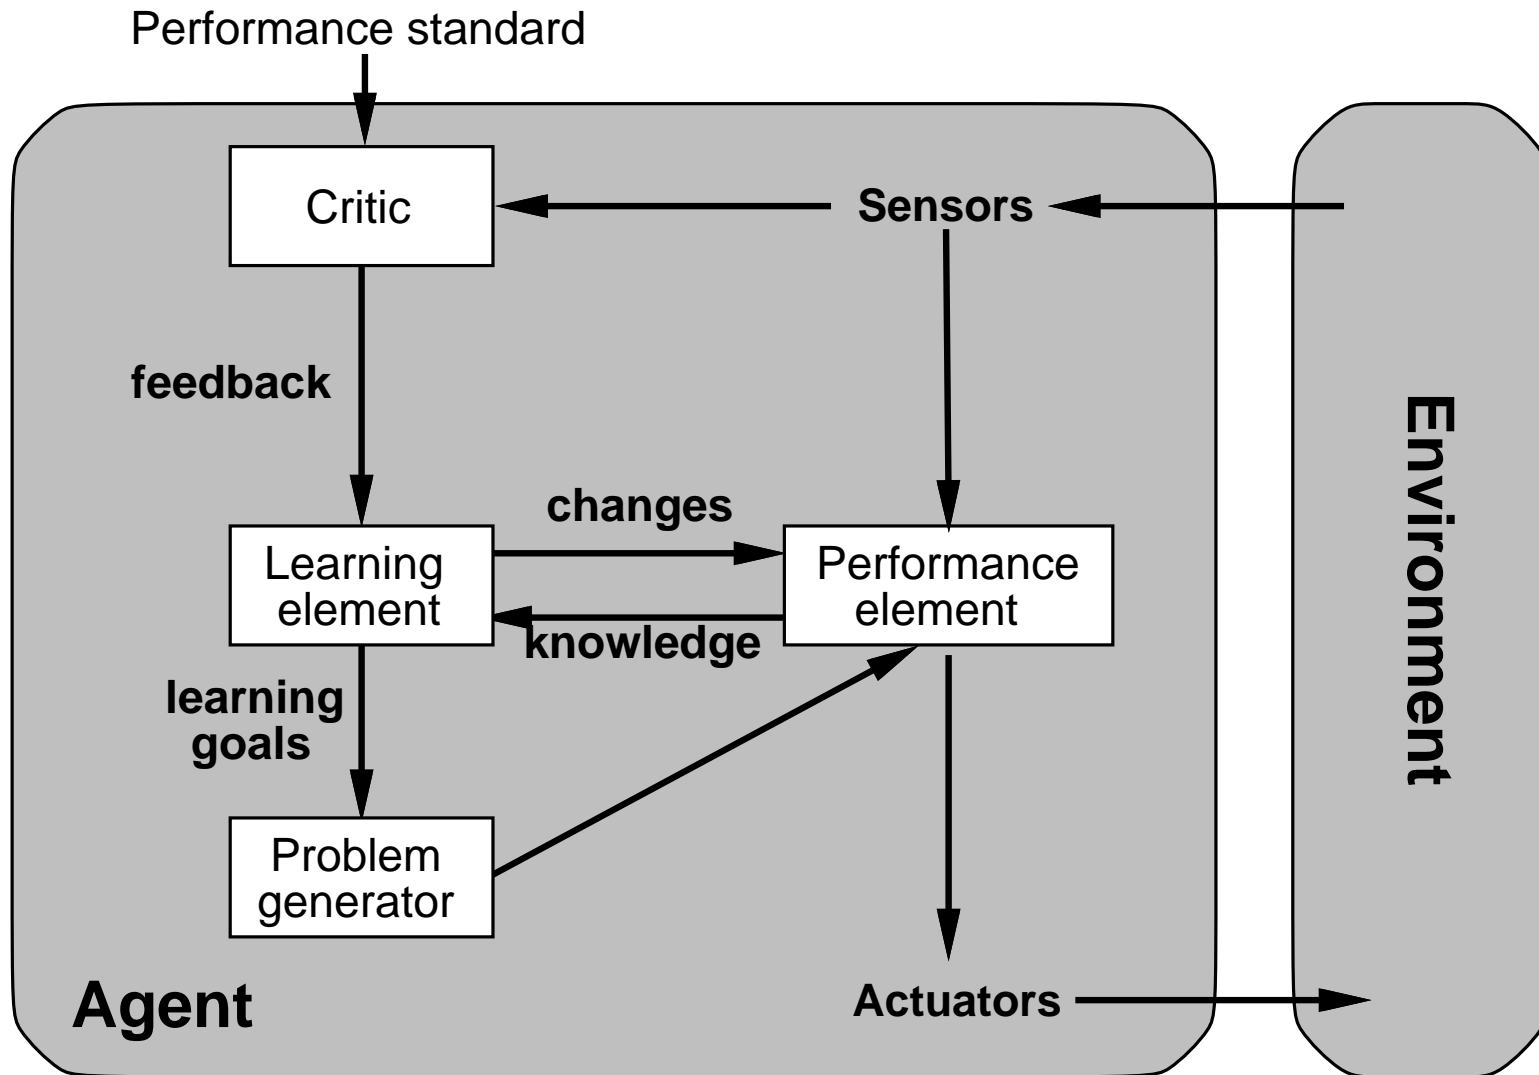 Performance standard
Critic
Sensors
feedback
changes
Learning
element
Performance
element
knowledge
learning
goals
Problem
generator
Agent
Actuators
Environment